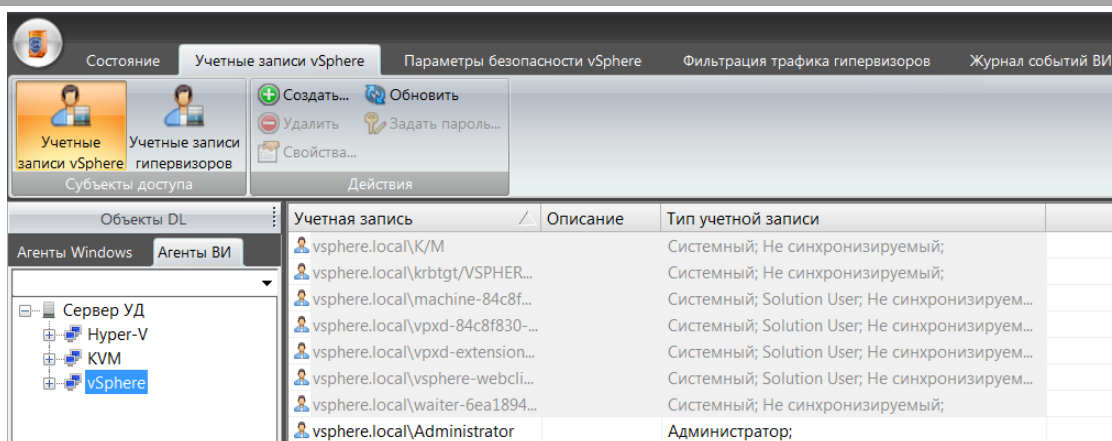 Состояние
Учетные записи vSphere
Параметры безопасности vSphere
Фильтрация трафика гипервизоров
Журнал событий ВИ
Учетные
записи vSphere
Учетные записи
гипервизоров
Субъекты доступа
Создать...
Обновить
Удалить
Задать пароль...
Свойства...
Действия
Объекты DL
Агенты Windows
Агенты ВИ
Сервер УД
Hyper-V
KVM
vSphere
Учетная запись
Описание
Тип учетной записи
vsphere.local\K/M
Системный; Не синхронизируемый;
vsphere.local\krbtgt/VSPHER...
Системный; Не синхронизируемый;
vsphere.local\machine-84c8f...
Системный; Solution User; Не синхронизируем...
vsphere.local\vpxd-84c8f830-...
Системный; Solution User; Не синхронизируем...
vsphere.local\vpxd-extension...
Системный; Solution User; Не синхронизируем...
vsphere.local\vsphere-webcli...
Системный; Solution User; Не синхронизируем...
vsphere.local\waiter-6ea1894...
Системный; Не синхронизируемый;
vsphere.local\Administrator
Администратор;